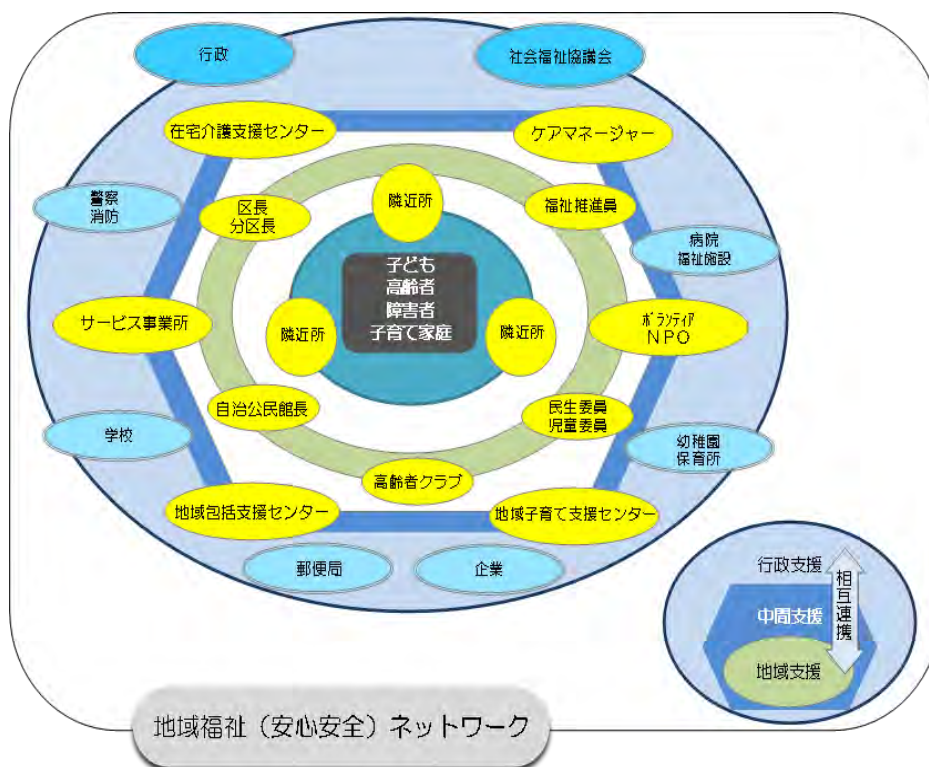 行政
社会福祉協議会
在宅介護支援センター
ケアマネージャー
警察
消防
区長
分区長
隣近所
福祉推進員
病院
福祉施設
子ども
高齢者
障害者
子育て家庭
サービス事業所
隣近所
隣近所
ボランティア
NPO
自治公民館長
民生委員
児童委員
学校
幼稚園
保育所
高齢者クラブ
地域包括支援センター
地域子育て支援センター
郵便局
企業
行政支援
相互連携
中間支援
地域支援
地域福祉（安心安全）ネットワーク